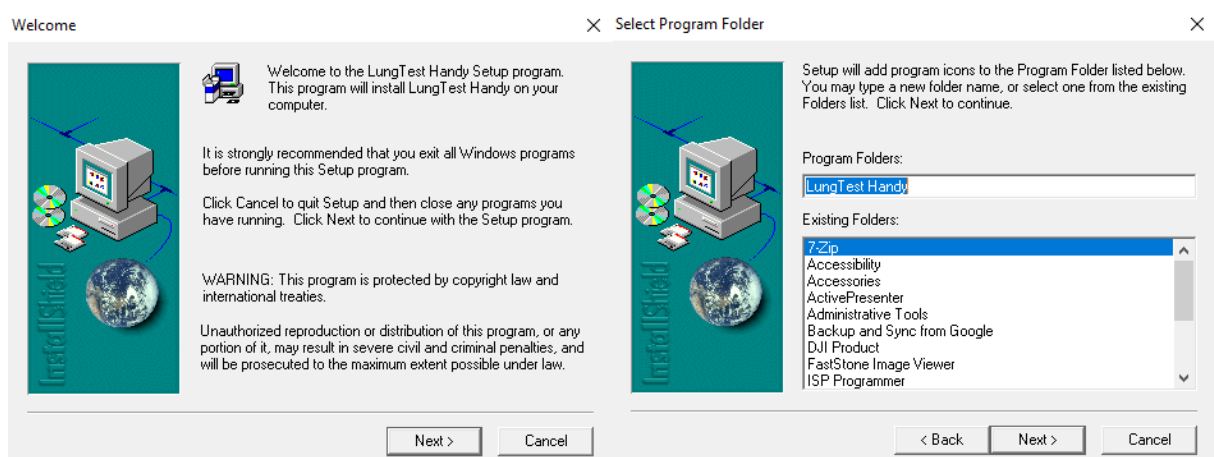 Welcome
Welcome to the LungTest Handy Setup program.
This program will install LungTest Handy on your
computer.
It is strongly recommended that you exit all Windows programs
before running this Setup program.
Click Cancel to quit Setup and then close any programs you
have running. Click Next to continue with the Setup program.
WARNING: This program is protected by copyright law and
international treaties.
Unauthorized reproduction or distribution of this program, or any
portion of it, may result in severe civil and criminal penalties, and
will be prosecuted to the maximum extent possible under law.
InstallShield
Next >
Cancel
Select Program Folder
Setup will add program icons to the Program Folder listed below.
You may type a new folder name, or select one from the existing
Folders list. Click Next to continue.
Program Folders:
LungTest Handy
Existing Folders:
7-Zip
Accessibility
Accessories
ActivePresenter
Administrative Tools
Backup and Sync from Google
DJI Product
FastStone Image Viewer
ISP Programmer
InstallShield
< Back
Next >
Cancel